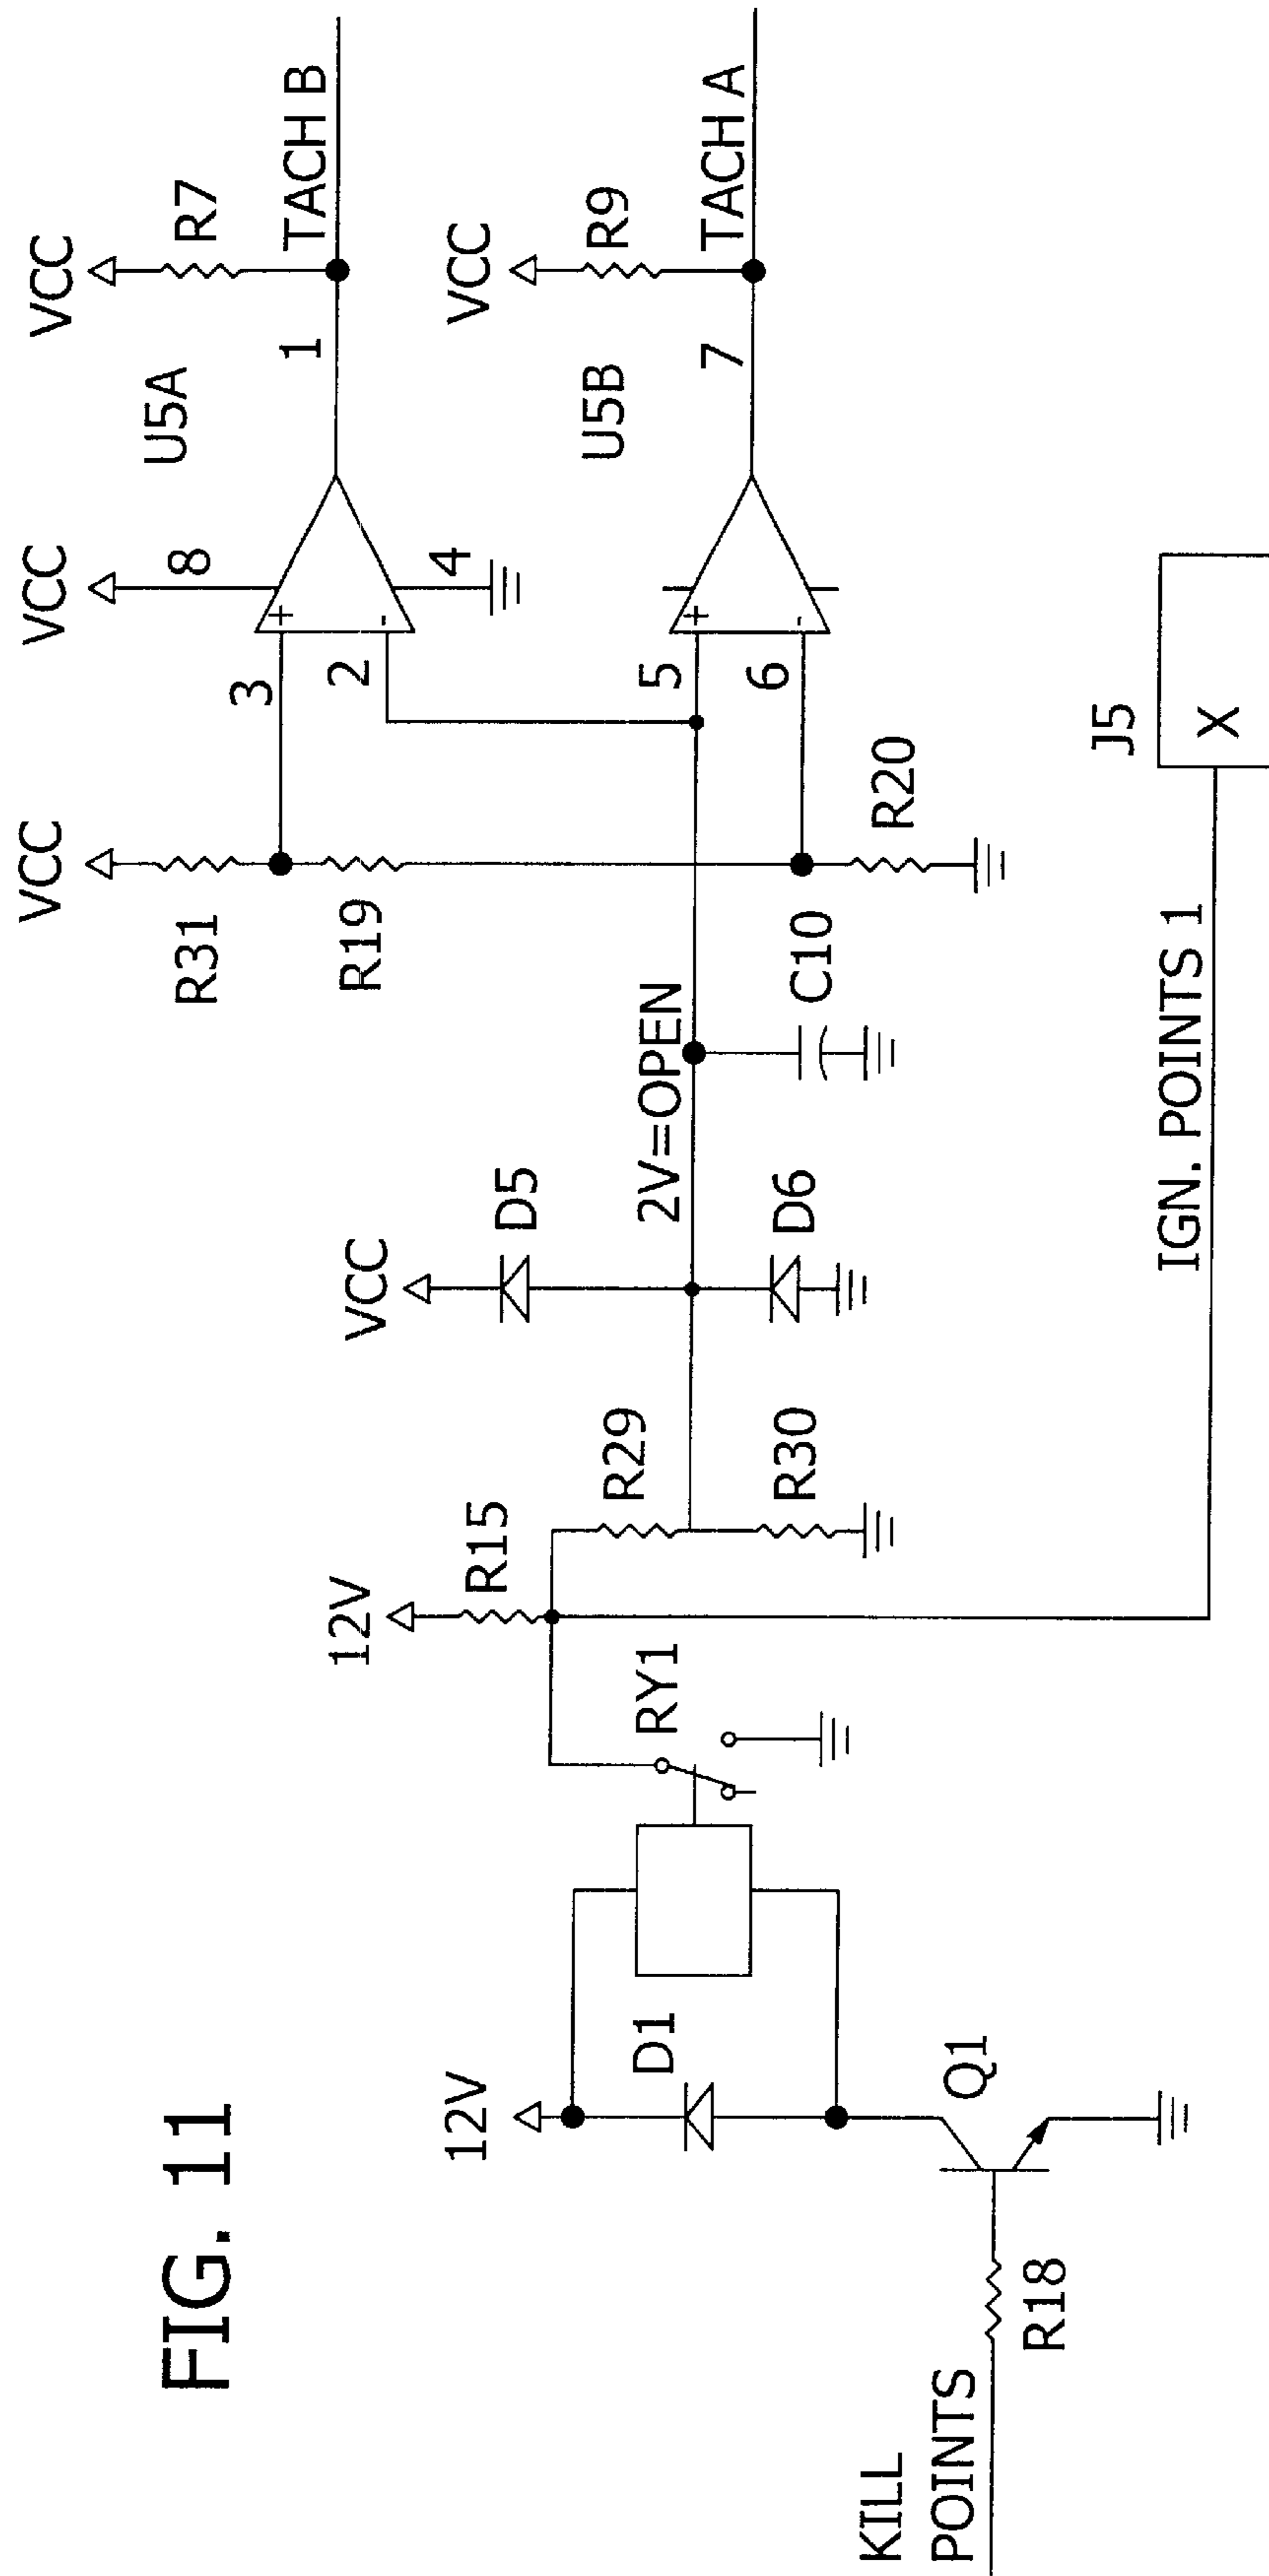 FIG. 11
KILL
POINTS
R18
Q1
12V
D1
RY1
12V
R15
R29
R30
VCC
D5
D6
2V=OPEN
C10
VCC
R31
R19
R20
3
+
2
-
VCC
8
4
U5A
1
VCC
R7
TACH B
5
+
6
-
U5B
7
VCC
R9
TACH A
IGN. POINTS 1
J5
X